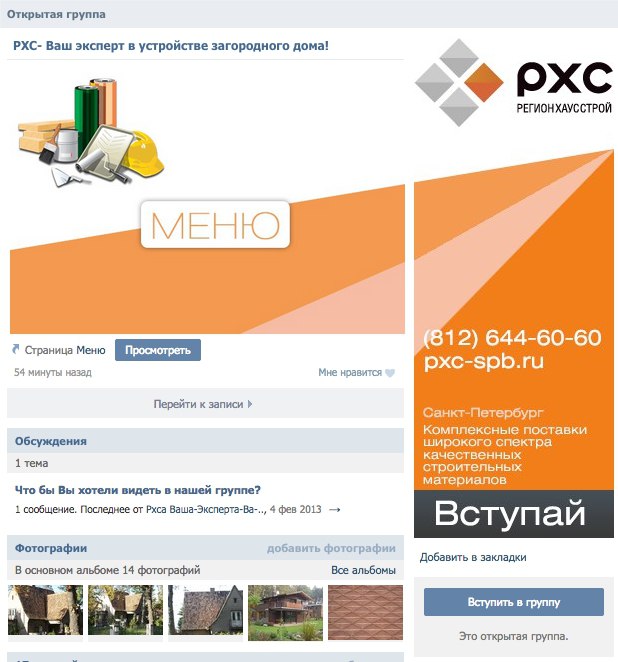 Открытая группа
РХС- Ваш эксперт в устройстве загородного дома!
МЕНЮ
Страница Меню
Просмотреть
54 минуты назад
Мне нравится
Перейти к записи
Обсуждения
1 тема
Что бы Вы хотели видеть в нашей группе?
1 сообщение. Последнее от Рхса Ваша-Эксперта-Ва-.., 4 фев 2013 →
Фотографии
добавить фотографии
В основном альбоме 14 фотографий
Все альбомы
рхс
РЕГИОНХАУССТРОЙ
(812) 644-60-60
pxc-spb.ru
Санкт-Петербург
Комплексные поставки
широкого спектра
качественных
строительных
материалов
Вступай
Добавить в закладки
Вступить в группу
Это открытая группа.